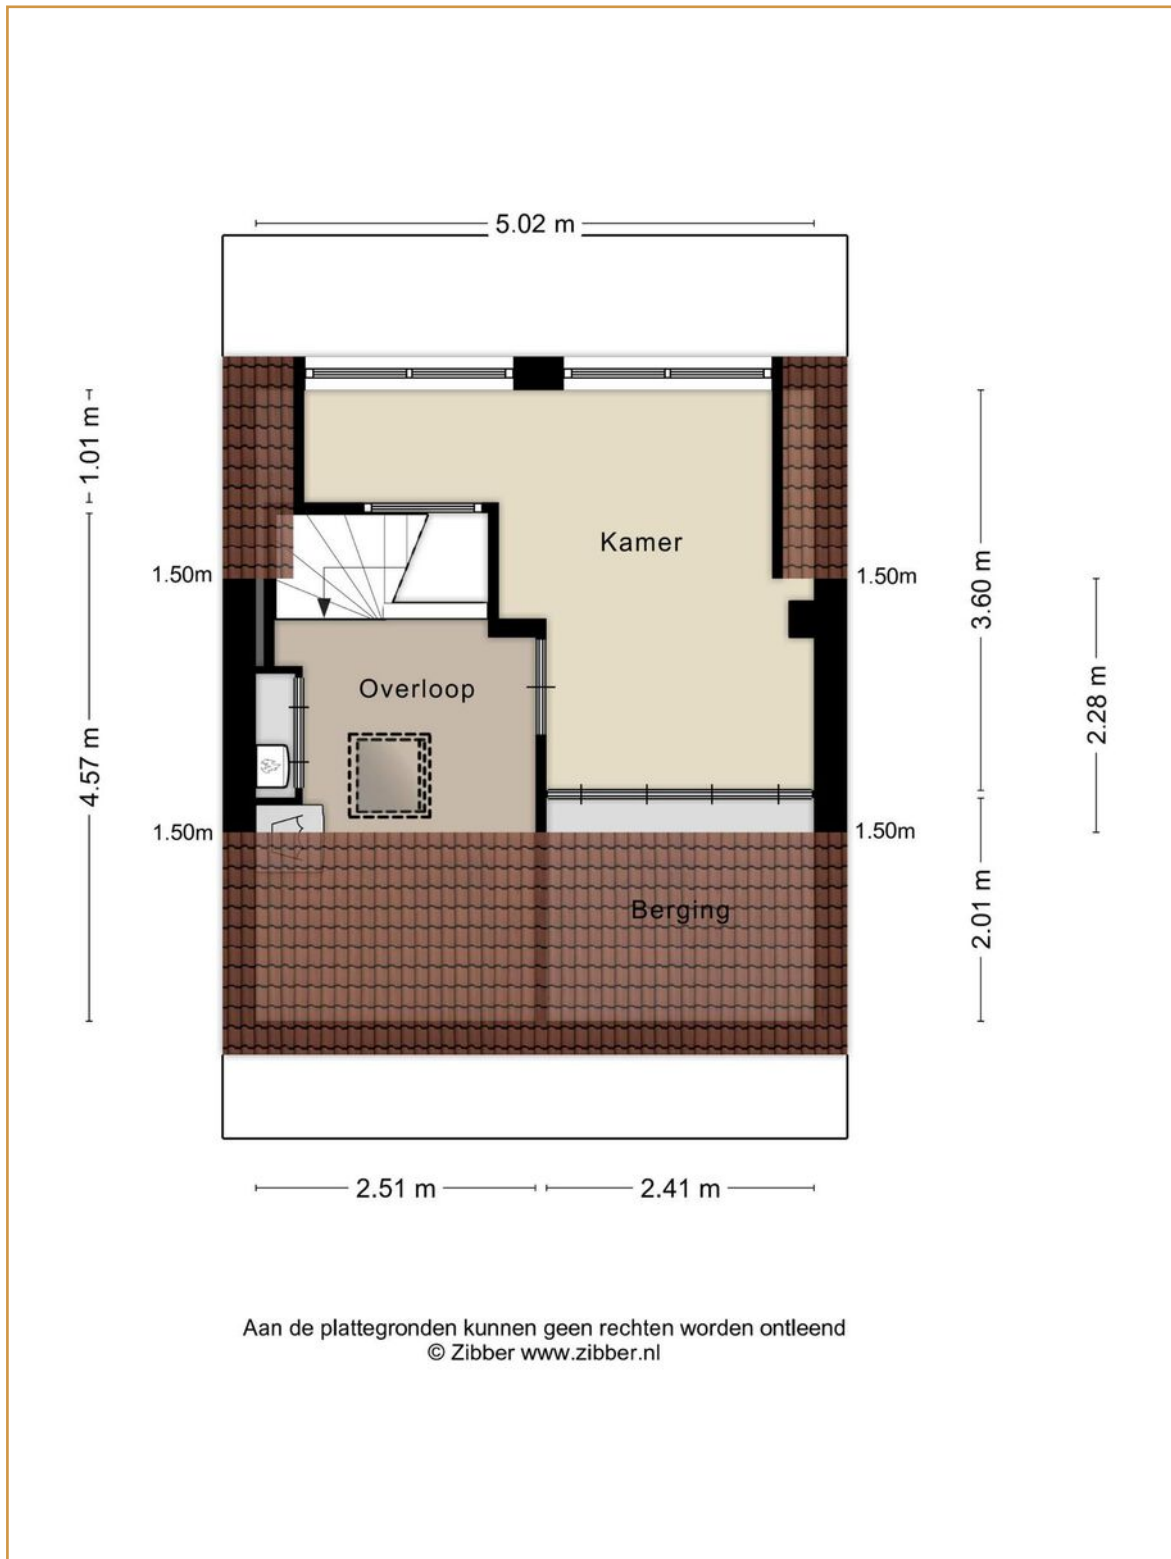 5.02 m
1.01 m
Kamer
1.50m
1.50m
3.60 m
2.28 m
Overloop
4.57 m
1.50m
1.50m
Berging
2.01 m
2.51 m
2.41 m
Aan de plattegronden kunnen geen rechten worden ontleend
© Zibber www.zibber.nl